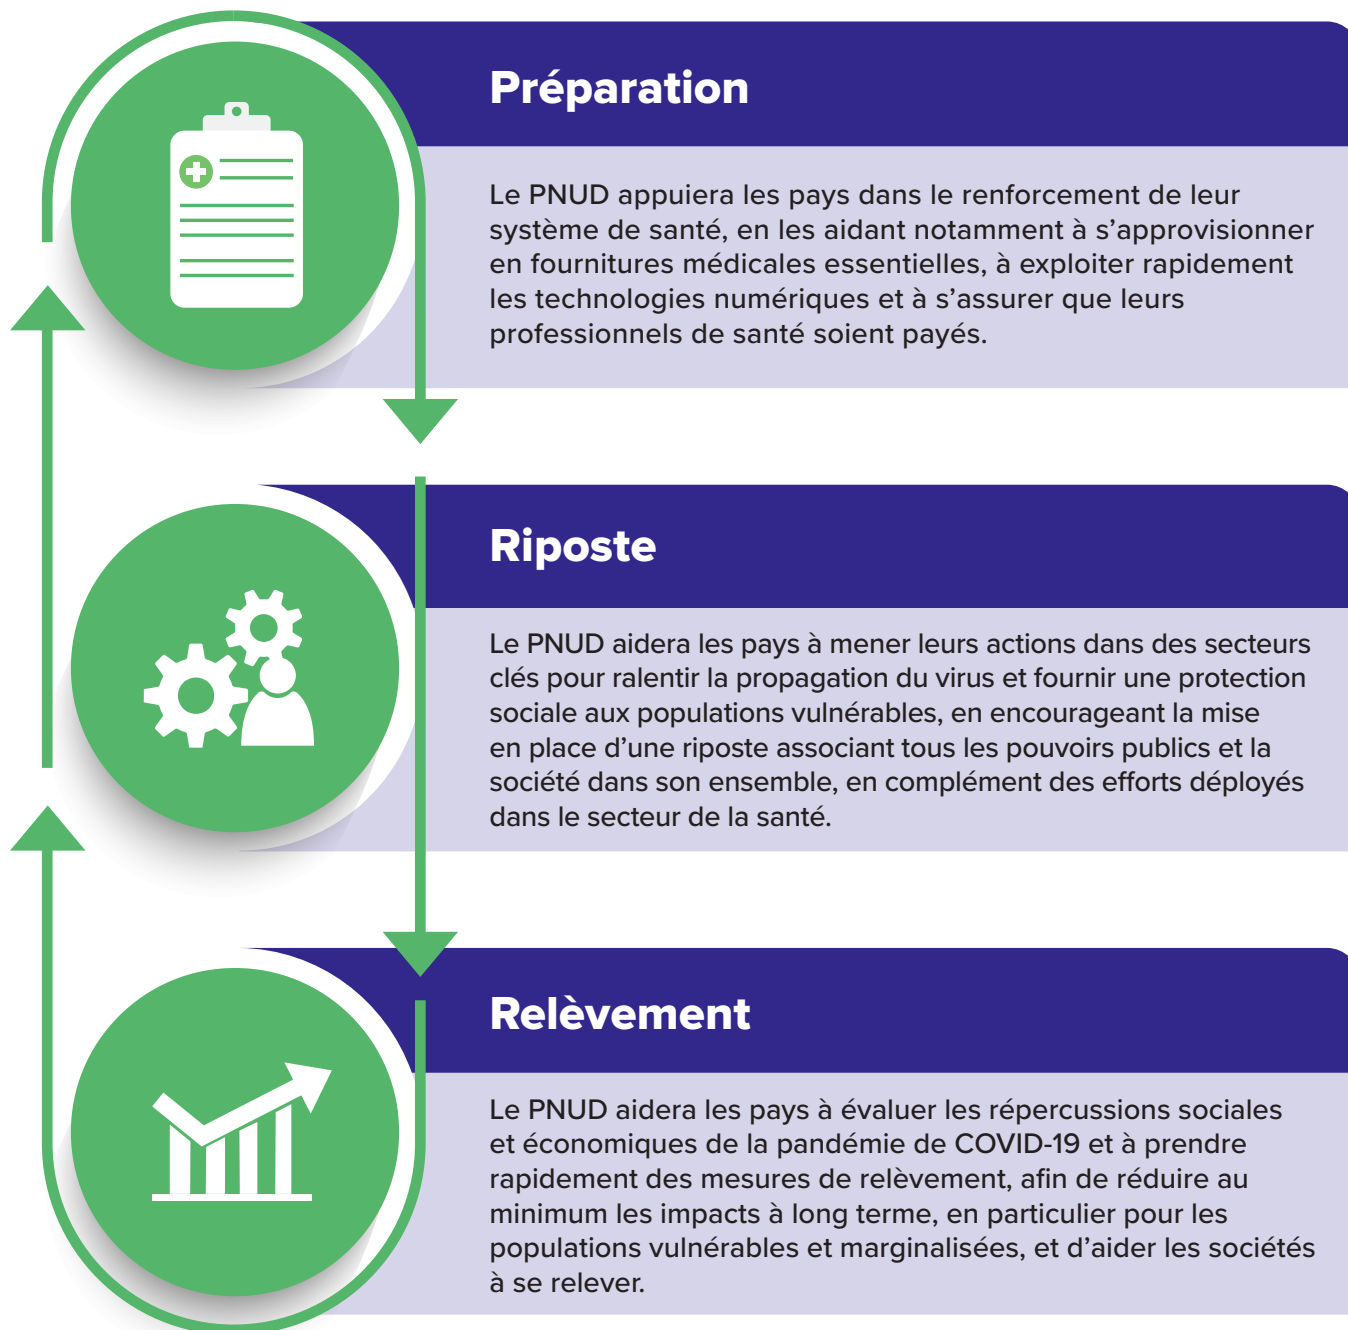 Préparation
Le PNUD appuiera les pays dans le renforcement de leur
système de santé, en les aidant notamment à s’approvisionner
en fournitures médicales essentielles, à exploiter rapidement
les technologies numériques et à s’assurer que leurs
professionnels de santé soient payés.
Riposte
Le PNUD aidera les pays à mener leurs actions dans des secteurs
clés pour ralentir la propagation du virus et fournir une protection
sociale aux populations vulnérables, en encourageant la mise
en place d’une riposte associant tous les pouvoirs publics et la
société dans son ensemble, en complément des efforts déployés
dans le secteur de la santé.
Relèvement
Le PNUD aidera les pays à évaluer les répercussions sociales
et économiques de la pandémie de COVID-19 et à prendre
rapidement des mesures de relèvement, afin de réduire au
minimum les impacts à long terme, en particulier pour les
populations vulnérables et marginalisées, et d’aider les sociétés
à se relever.